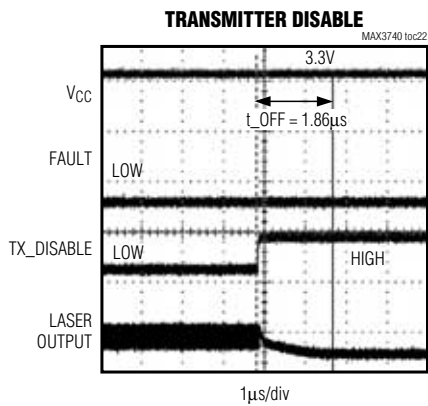 TRANSMITTER DISABLE
MAX3740 toc22
3.3V
VCC
t_OFF = 1.86μs
FAULT
LOW
TX_DISABLE
LOW
HIGH
LASER
OUTPUT
1μs/div